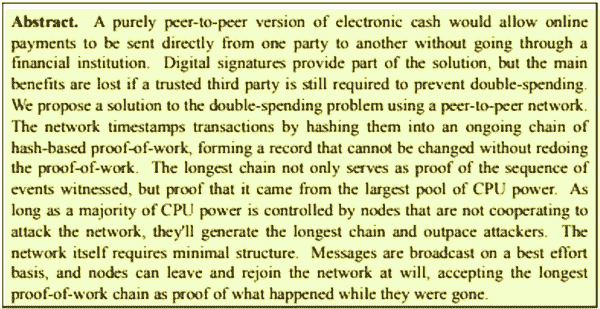 Abstract. A purely peer-to-peer version of electronic cash would allow online
payments to be sent directly from one party to another without going through a
financial institution. Digital signatures provide part of the solution, but the main
benefits are lost if a trusted third party is still required to prevent double-spending.
We propose a solution to the double-spending problem using a peer-to-peer network.
The network timestamps transactions by hashing them into an ongoing chain of
hash-based proof-of-work, forming a record that cannot be changed without redoing
the proof-of-work. The longest chain not only serves as proof of the sequence of
events witnessed, but proof that it came from the largest pool of CPU power. As
long as a majority of CPU power is controlled by nodes that are not cooperating to
attack the network, they'll generate the longest chain and outpace attackers. The
network itself requires minimal structure. Messages are broadcast on a best effort
basis, and nodes can leave and rejoin the network at will, accepting the longest
proof-of-work chain as proof of what happened while they were gone.